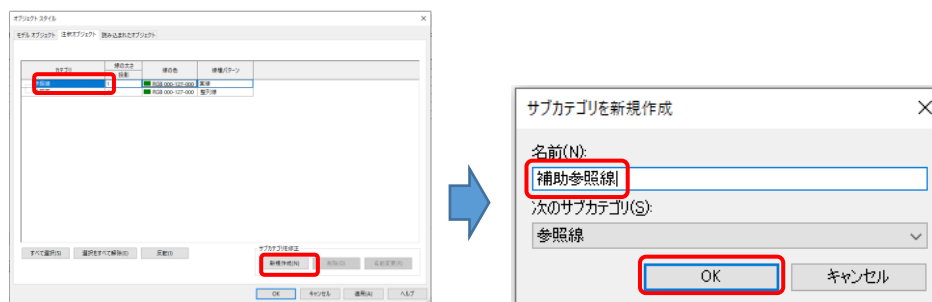 オブジェクト スタイル
モデル オブジェクト 注釈オブジェクト 読み込まれたオブジェクト
カテゴリ 線の太さ 線の色 線種パターン
投影
参照線 1 RGB 000-127-000 実線
RGB 000-127-000 整列線
すべて選択(S) 選択をすべて解除(E) 反転(I)
サブカテゴリを修正
新規作成(N) 削除(D) 名前変更(R)
OK キャンセル 適用(A) ヘルプ
サブカテゴリを新規作成
名前(N):
補助参照線
次のサブカテゴリ(S):
参照線
OK キャンセル